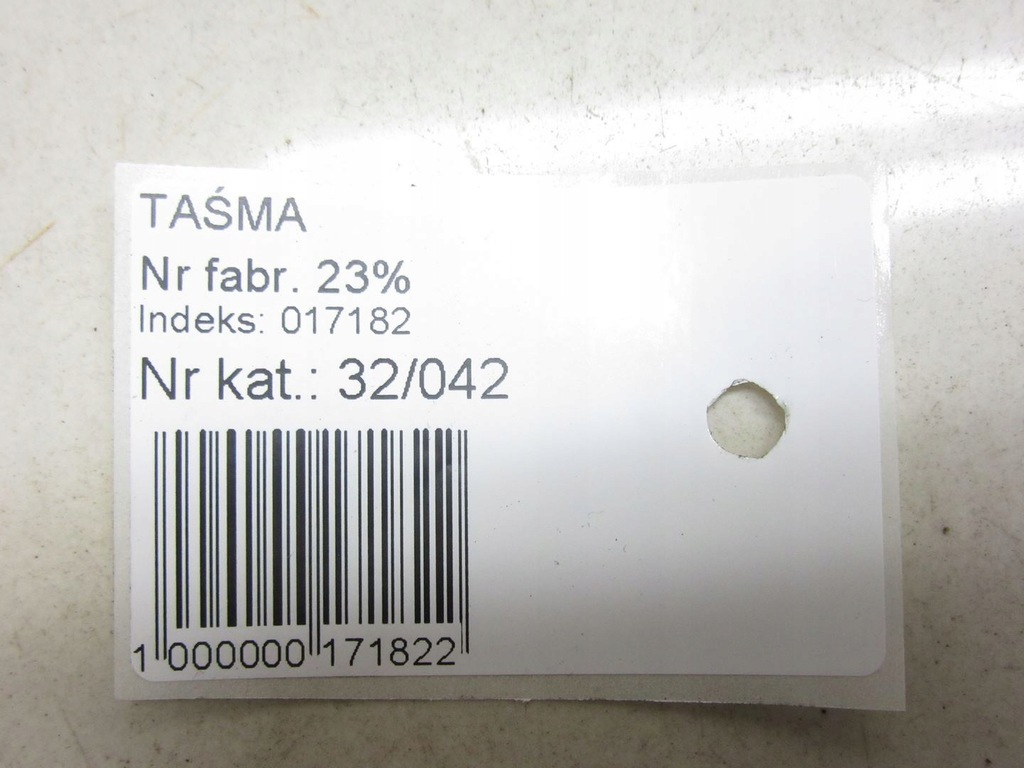 TAŚMA
Nr fabr. 23%
Indeks: 017182
Nr kat.: 32/042
1 000000 171822